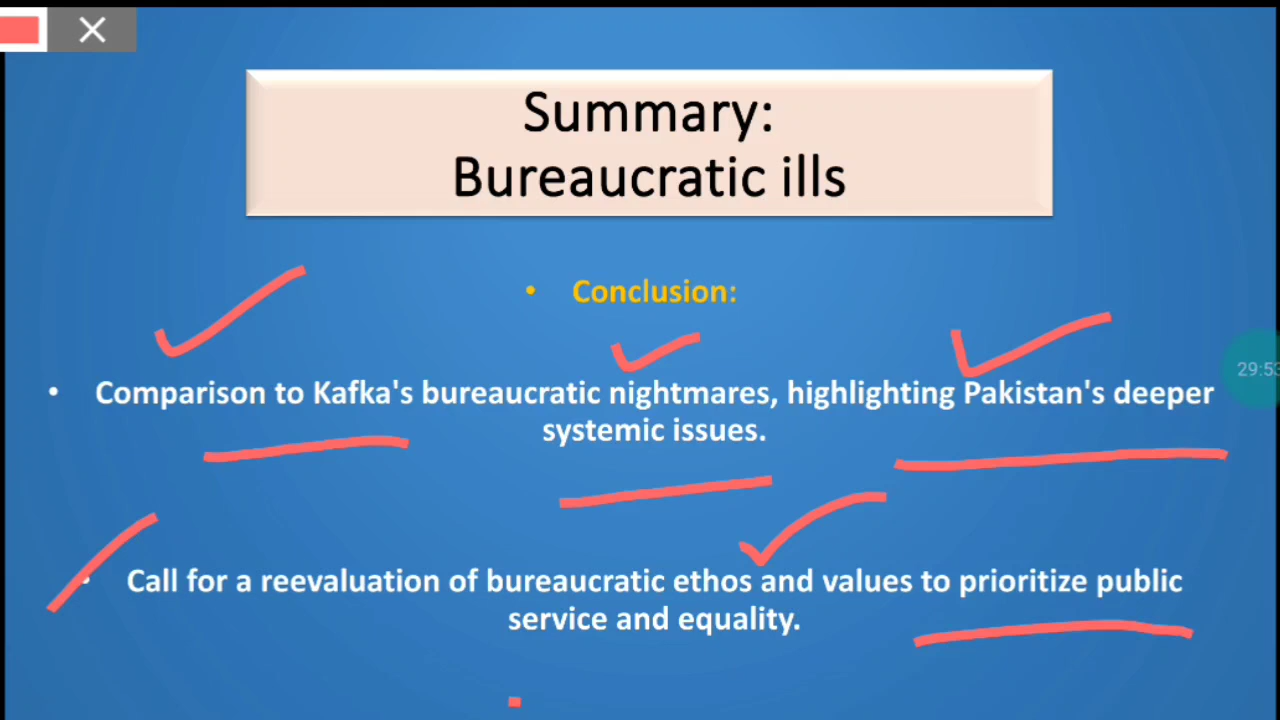 Summary:
Bureaucratic ills
• Conclusion:
• Comparison to Kafka's bureaucratic nightmares, highlighting Pakistan's deeper
systemic issues.
29:53
• Call for a reevaluation of bureaucratic ethos and values to prioritize public
service and equality.